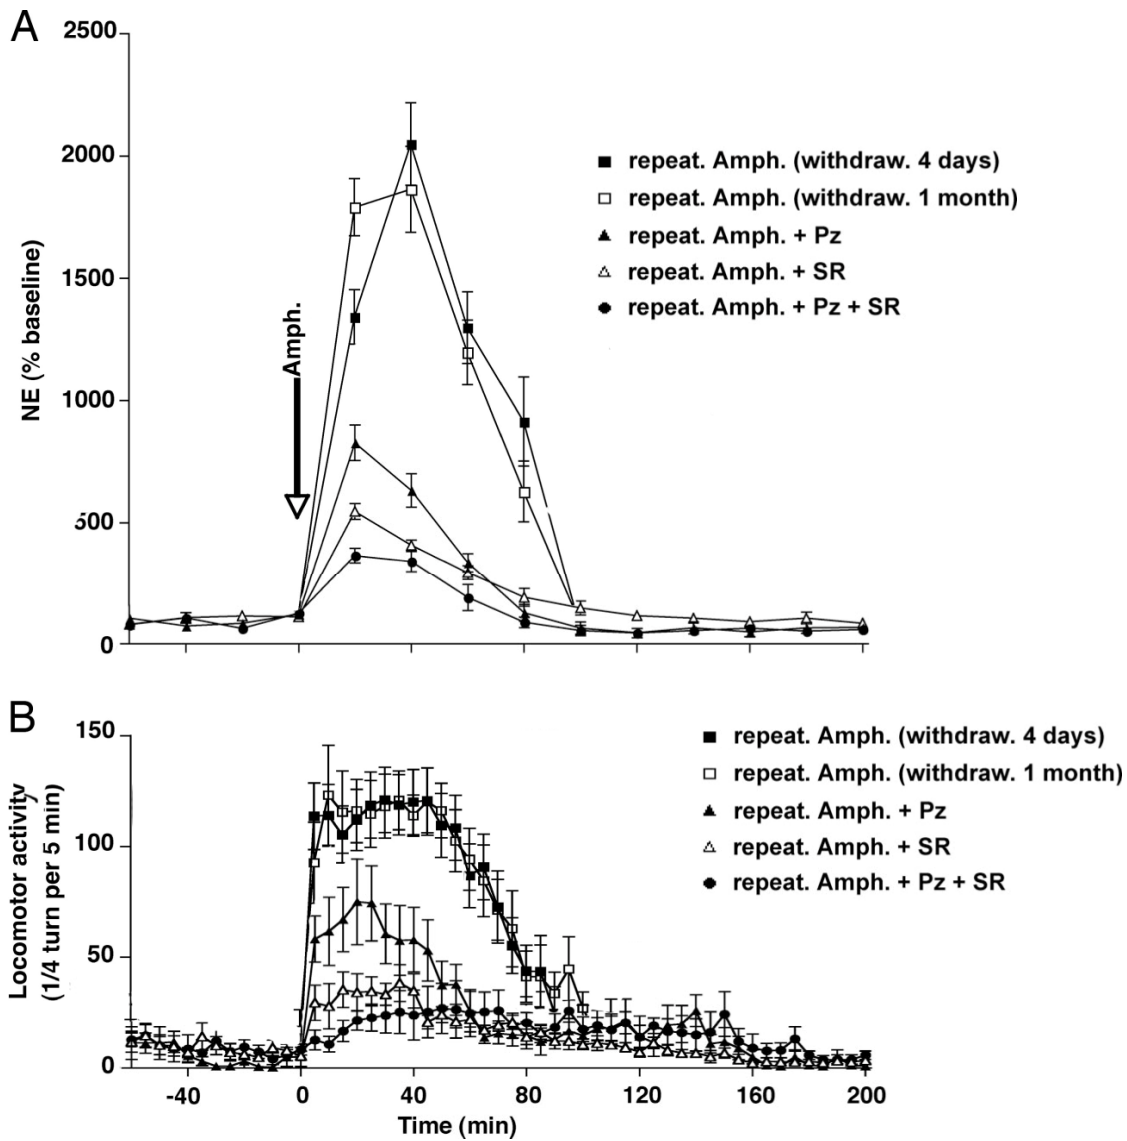 A
2500
2000
1500
1000
500
0
NE (% baseline)
Amph.
repeat. Amph. (withdraw. 4 days)
repeat. Amph. (withdraw. 1 month)
repeat. Amph. + Pz
repeat. Amph. + SR
repeat. Amph. + Pz + SR
B
150
100
50
0
Locomotor activity
(1/4 turn per 5 min)
repeat. Amph. (withdraw. 4 days)
repeat. Amph. (withdraw. 1 month)
repeat. Amph. + Pz
repeat. Amph. + SR
repeat. Amph. + Pz + SR
-40 0 40 80 120 160 200
Time (min)